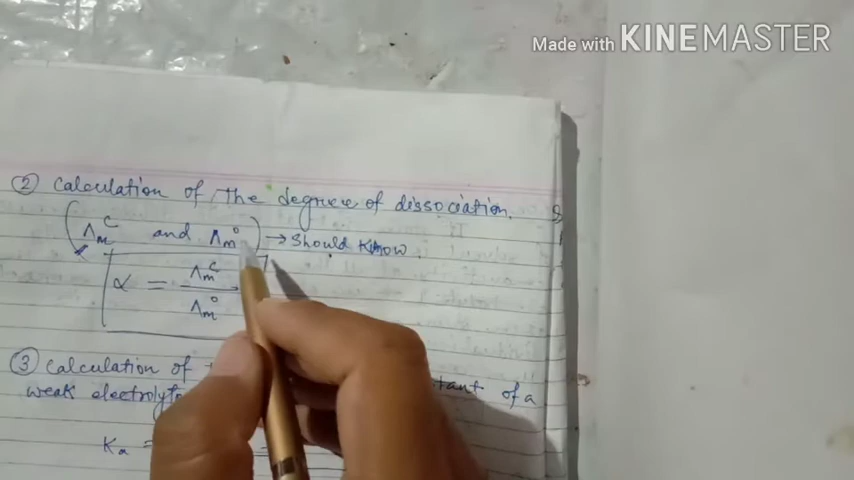 Made with KINEMASTER
② Calculation of the degree of dissociation.
(Λm^c and Λm°) → Should Know.
α = Λm^c / Λm°
③ Calculation of
weak electrolyte tant of a
Ka =